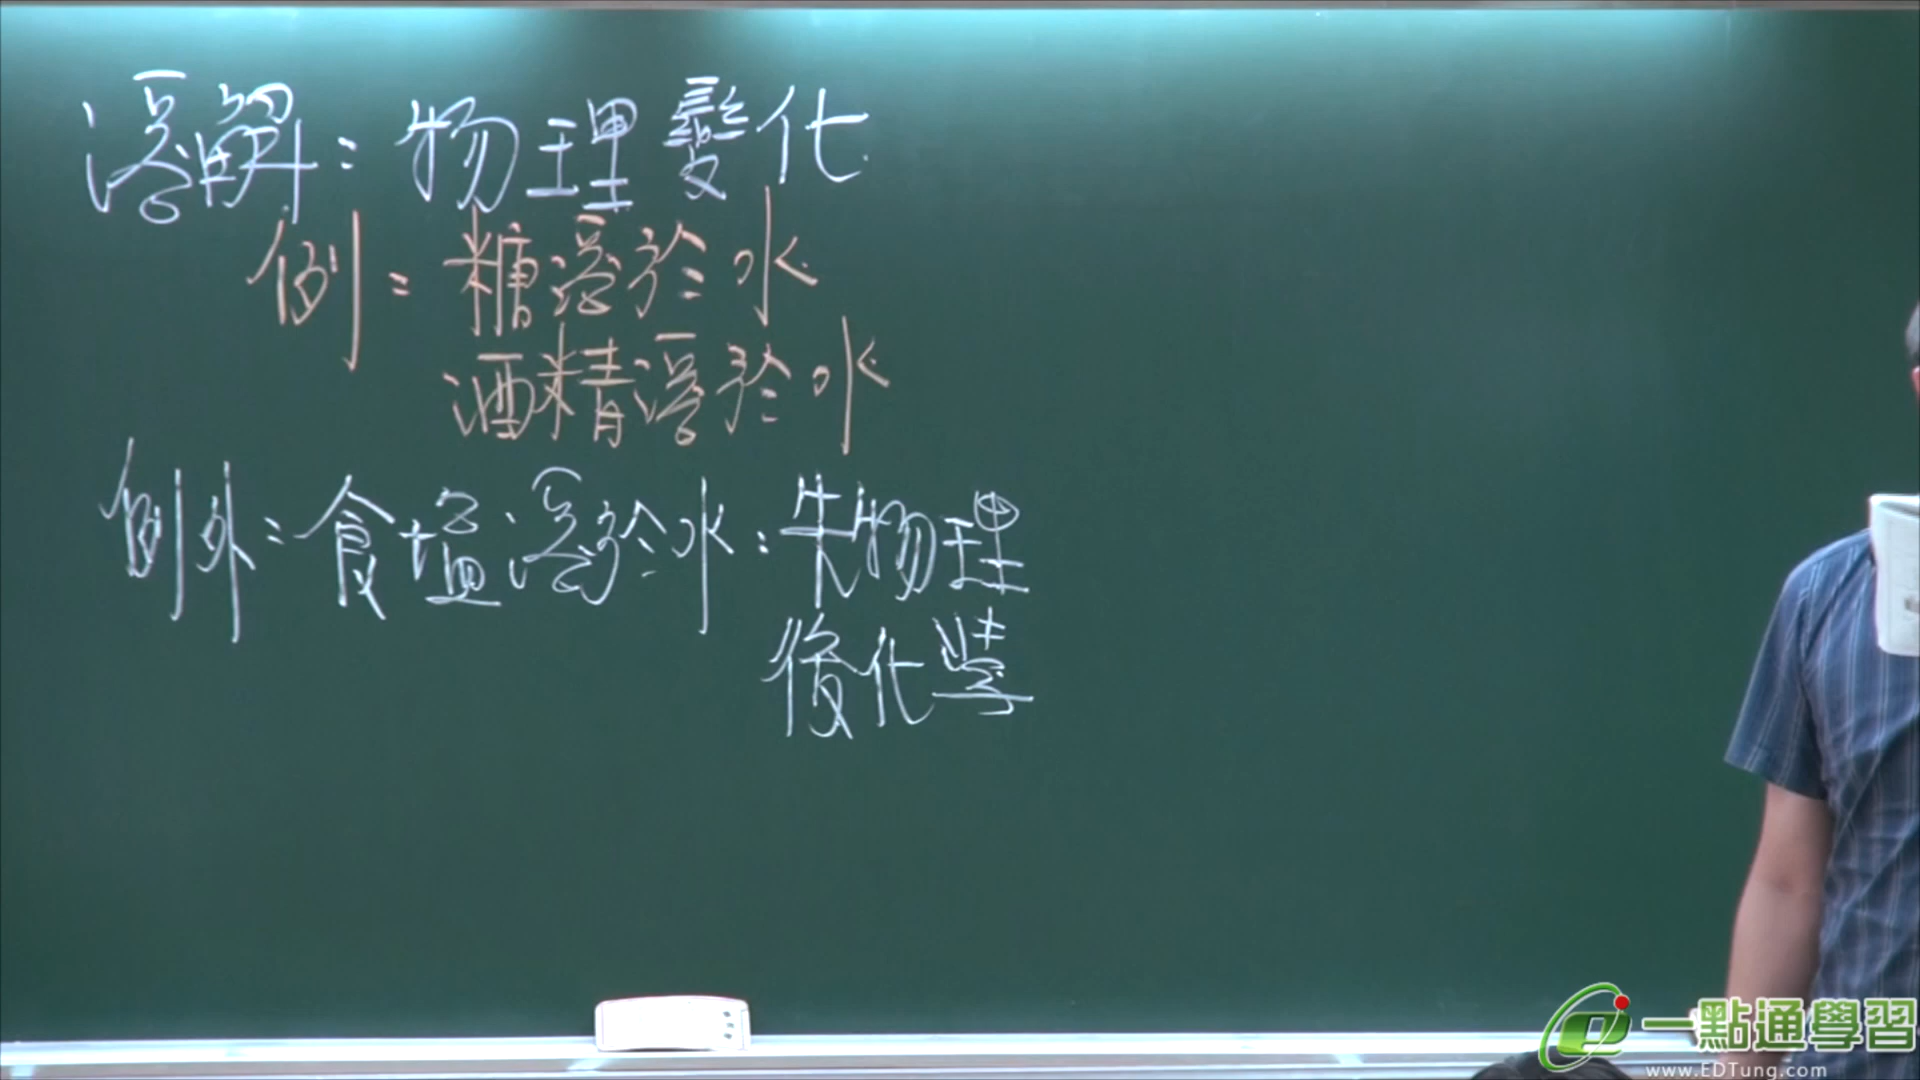 溶解：物理變化
例：糖溶於水
酒精溶於水
例外：食塩溶於水：先物理
後化學
一點通學習
www.EDTung.com